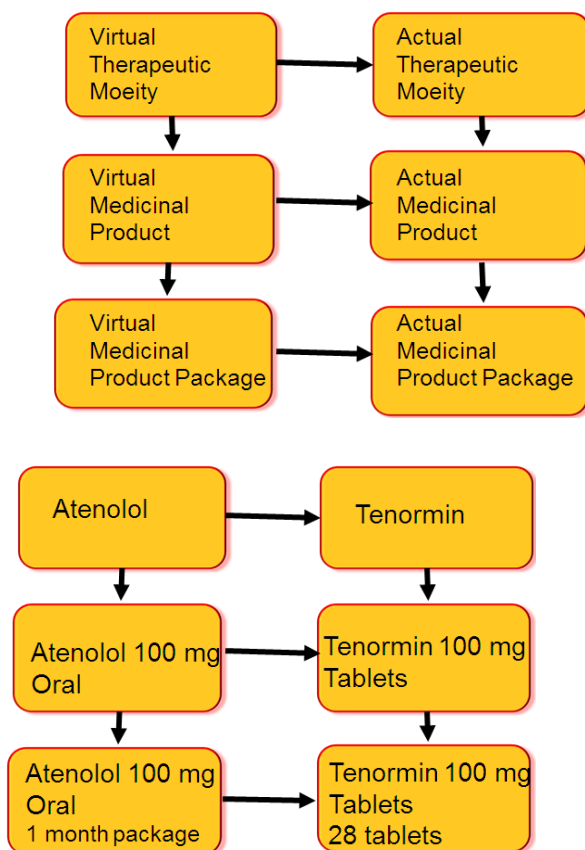 Virtual
Therapeutic
Moeity
Actual
Therapeutic
Moeity
Virtual
Medicinal
Product
Actual
Medicinal
Product
Virtual
Medicinal
Product Package
Actual
Medicinal
Product Package
Atenolol
Tenormin
Atenolol 100 mg
Oral
Tenormin 100 mg
Tablets
Atenolol 100 mg
Oral
1 month package
Tenormin 100 mg
Tablets
28 tablets